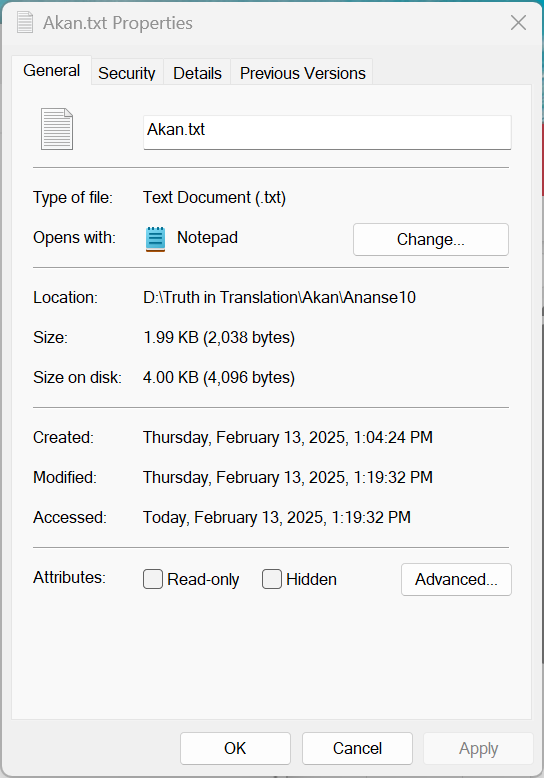 Akan.txt Properties
General Security Details Previous Versions
Akan.txt
Type of file: Text Document (.txt)
Opens with: Notepad Change...
Location: D:\Truth in Translation\Akan\Ananse10
Size: 1.99 KB (2,038 bytes)
Size on disk: 4.00 KB (4,096 bytes)
Created: Thursday, February 13, 2025, 1:04:24 PM
Modified: Thursday, February 13, 2025, 1:19:32 PM
Accessed: Today, February 13, 2025, 1:19:32 PM
Attributes: Read-only Hidden Advanced...
OK Cancel Apply